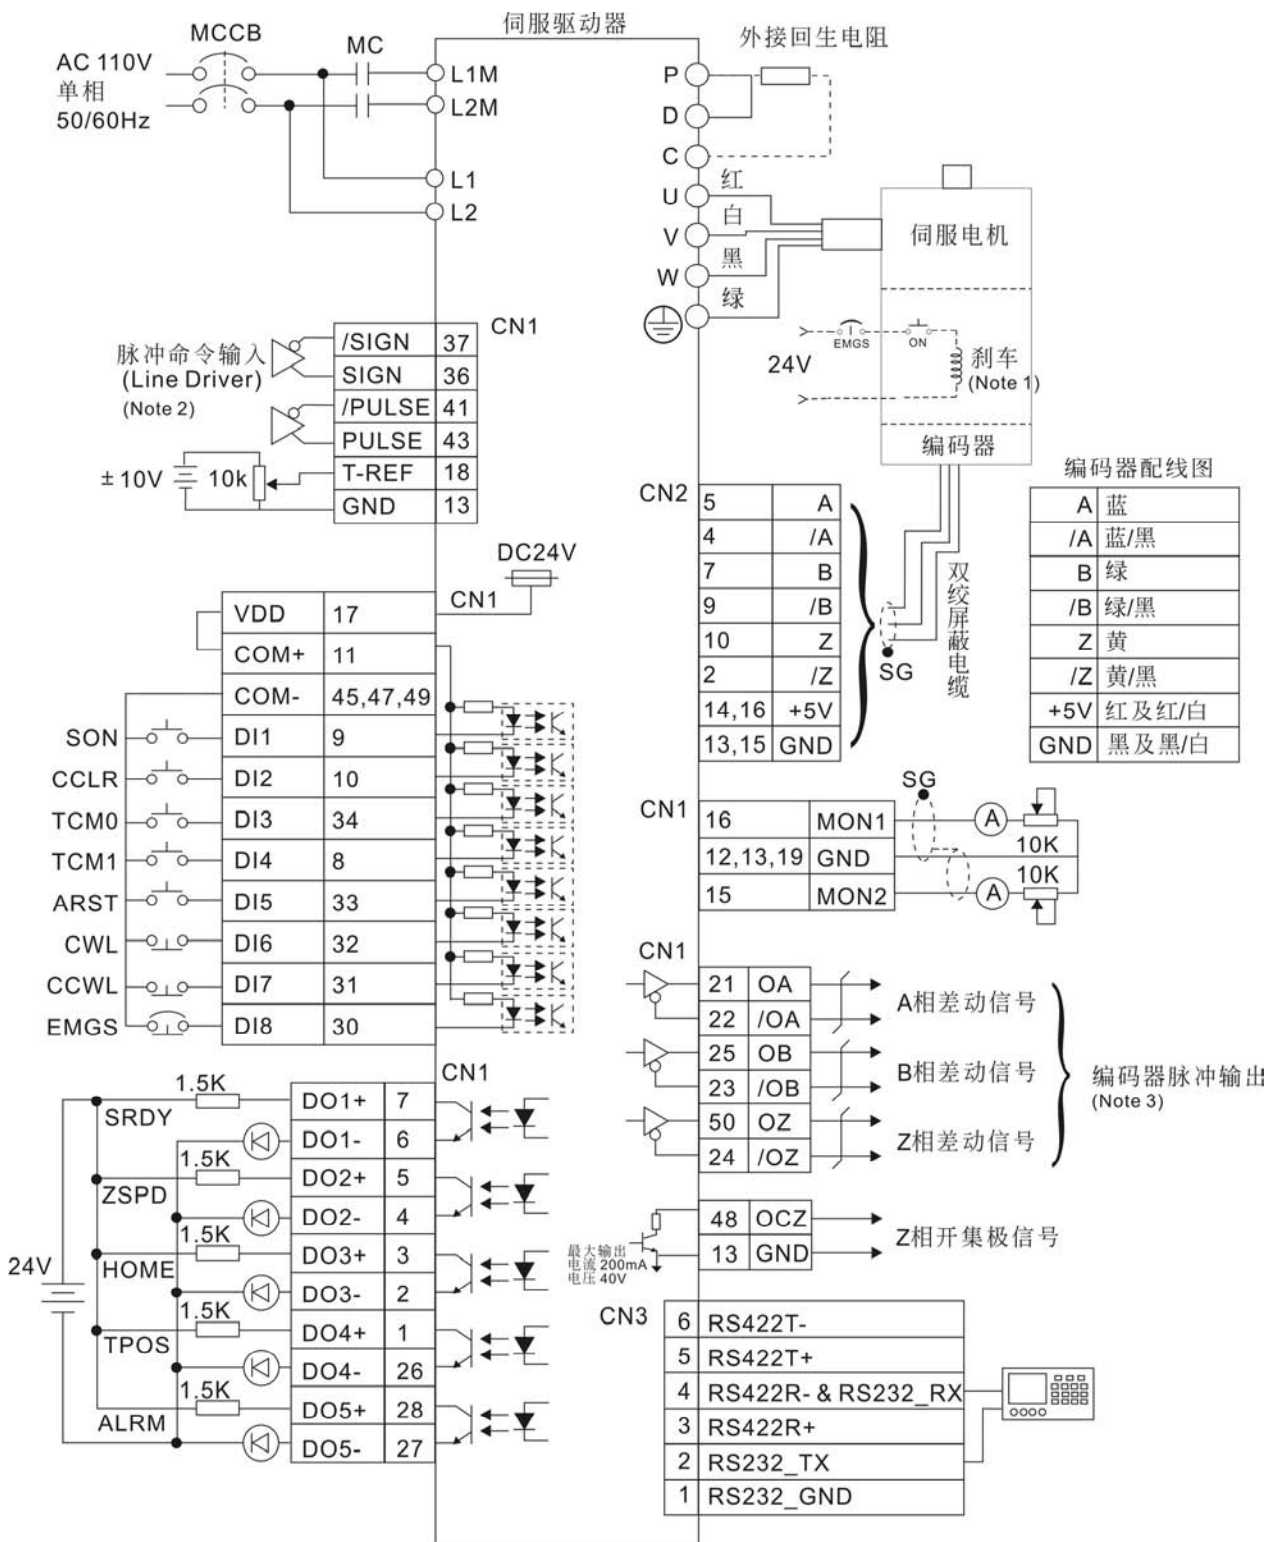 伺服驱动器
MCCB
MC
AC 110V
单相
50/60Hz
L1M
L2M
L1
L2
外接回生电阻
P
D
C
U
V
W
红
白
黑
绿
伺服电机
EMGS
ON
24V
刹车
(Note 1)
编码器
脉冲命令输入
(Line Driver)
(Note 2)
CN1
/SIGN 37
SIGN 36
/PULSE 41
PULSE 43
T-REF 18
GND 13
±10V
10k
DC24V
CN1
VDD 17
COM+ 11
COM- 45,47,49
SON DI1 9
CCLR DI2 10
TCM0 DI3 34
TCM1 DI4 8
ARST DI5 33
CWL DI6 32
CCWL DI7 31
EMGS DI8 30
CN2
5 A
4 /A
7 B
9 /B
10 Z
2 /Z
14,16 +5V
13,15 GND
SG
双绞屏蔽电缆
编码器配线图
A 蓝
/A 蓝/黑
B 绿
/B 绿/黑
Z 黄
/Z 黄/黑
+5V 红及红/白
GND 黑及黑/白
CN1
16 MON1
12,13,19 GND
15 MON2
SG
A
10K
10K
A
CN1
21 OA
22 /OA
25 OB
23 /OB
50 OZ
24 /OZ
A相差动信号
B相差动信号
Z相差动信号
编码器脉冲输出
(Note 3)
48 OCZ
13 GND
Z相开集极信号
最大输出
电流 200mA
电压 40V
CN1
24V
1.5K
SRDY
DO1+ 7
DO1- 6
1.5K
ZSPD
DO2+ 5
DO2- 4
1.5K
HOME
DO3+ 3
DO3- 2
1.5K
TPOS
DO4+ 1
DO4- 26
1.5K
ALRM
DO5+ 28
DO5- 27
CN3
6 RS422T-
5 RS422T+
4 RS422R- & RS232_RX
3 RS422R+
2 RS232_TX
1 RS232_GND